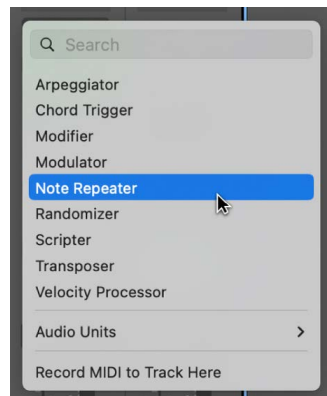 Search
Arpeggiator
Chord Trigger
Modifier
Modulator
Note Repeater
Randomizer
Scripter
Transposer
Velocity Processor
Audio Units
Record MIDI to Track Here